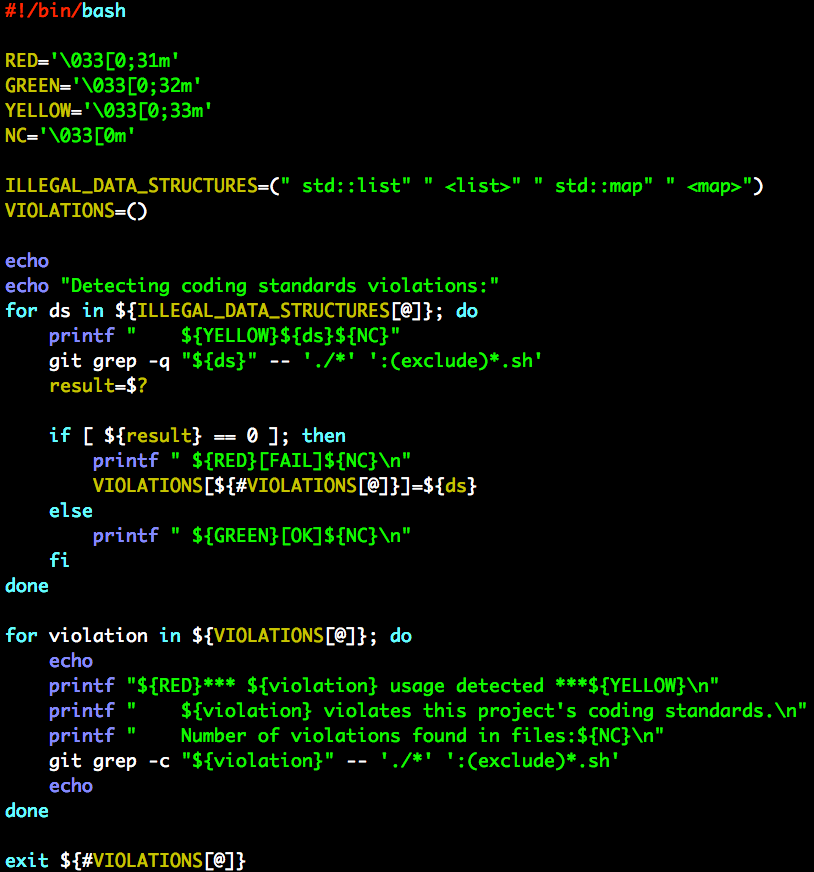 #!/bin/bash

RED='\033[0;31m'
GREEN='\033[0;32m'
YELLOW='\033[0;33m'
NC='\033[0m'

ILLEGAL_DATA_STRUCTURES=(" std::list" " <list>" " std::map" " <map>")
VIOLATIONS=()

echo
echo "Detecting coding standards violations:"
for ds in ${ILLEGAL_DATA_STRUCTURES[@]}; do
    printf "    ${YELLOW}${ds}${NC}"
    git grep -q "${ds}" -- './*' ':(exclude)*.sh'
    result=$?

    if [ ${result} == 0 ]; then
        printf " ${RED}[FAIL]${NC}\n"
        VIOLATIONS[${#VIOLATIONS[@]}]=${ds}
    else
        printf " ${GREEN}[OK]${NC}\n"
    fi
done

for violation in ${VIOLATIONS[@]}; do
    echo
    printf "${RED}*** ${violation} usage detected ***${YELLOW}\n"
    printf "    ${violation} violates this project's coding standards.\n"
    printf "    Number of violations found in files:${NC}\n"
    git grep -c "${violation}" -- './*' ':(exclude)*.sh'
    echo
done

exit ${#VIOLATIONS[@]}